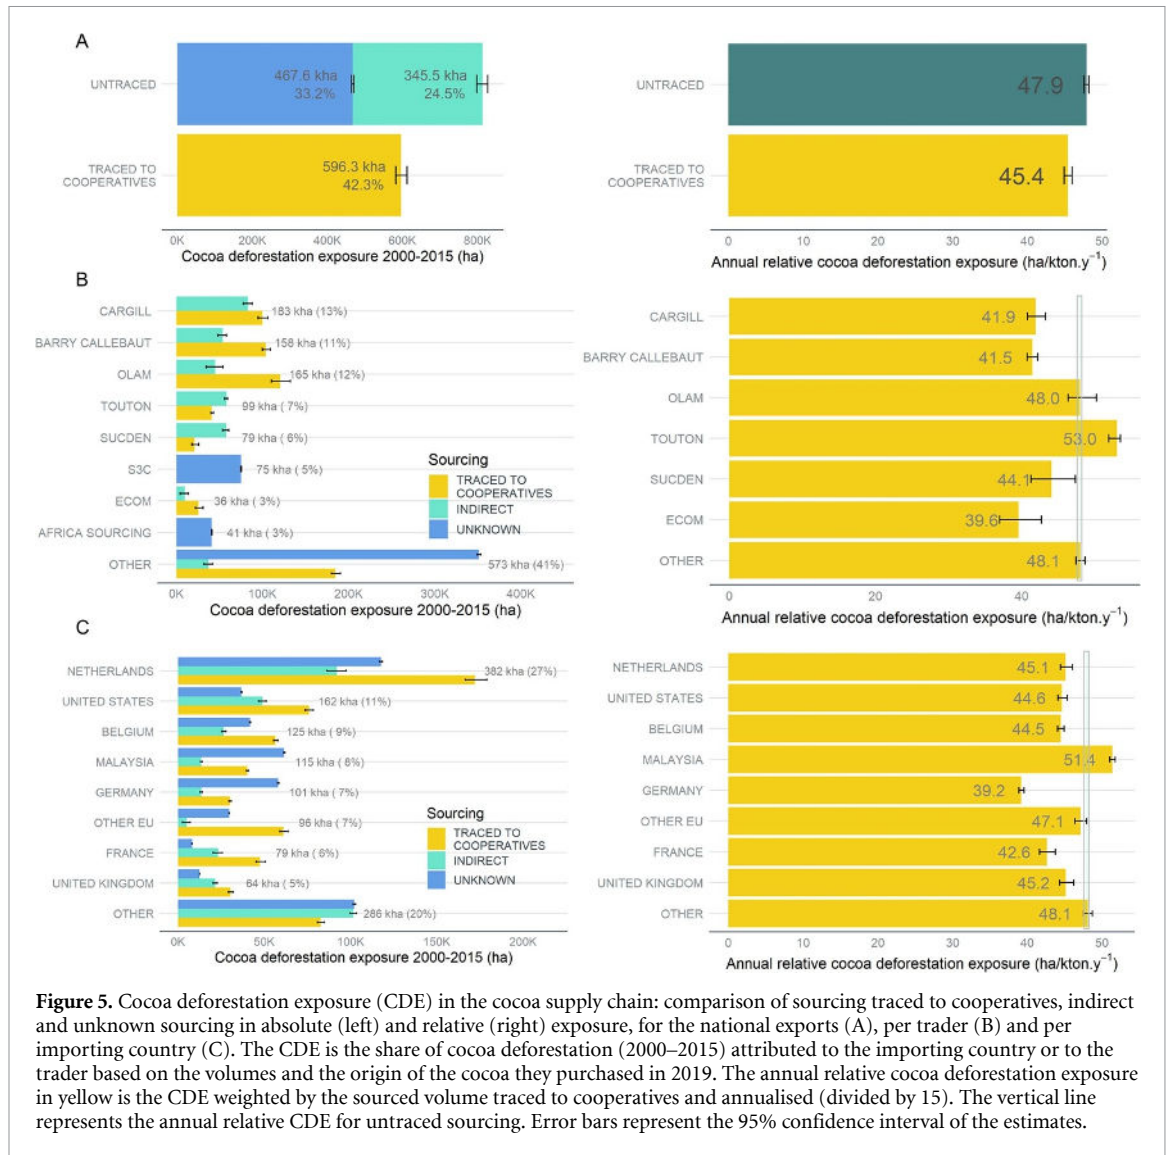 A
UNTRACED
467.6 kha
33.2%
345.5 kha
24.5%
TRACED TO
COOPERATIVES
596.3 kha
42.3%
0K 200K 400K 600K 800K
Cocoa deforestation exposure 2000-2015 (ha)
UNTRACED
47.9
TRACED TO
COOPERATIVES
45.4
0 10 20 30 40 50
Annual relative cocoa deforestation exposure (ha/kton.y⁻¹)
B
CARGILL 183 kha (13%)
BARRY CALLEBAUT 158 kha (11%)
OLAM 165 kha (12%)
TOUTON 99 kha ( 7%)
SUCDEN 79 kha ( 6%)
S3C 75 kha ( 5%)
ECOM 36 kha ( 3%)
AFRICA SOURCING 41 kha ( 3%)
OTHER 573 kha (41%)
Sourcing
TRACED TO
COOPERATIVES
INDIRECT
UNKNOWN
0K 100K 200K 300K 400K
Cocoa deforestation exposure 2000-2015 (ha)
CARGILL 41.9
BARRY CALLEBAUT 41.5
OLAM 48.0
TOUTON 53.0
SUCDEN 44.1
ECOM 39.6
OTHER 48.1
0 20 40
Annual relative cocoa deforestation exposure (ha/kton.y⁻¹)
C
NETHERLANDS 382 kha (27%)
UNITED STATES 162 kha (11%)
BELGIUM 125 kha ( 9%)
MALAYSIA 115 kha ( 8%)
GERMANY 101 kha ( 7%)
OTHER EU 96 kha ( 7%)
FRANCE 79 kha ( 6%)
UNITED KINGDOM 64 kha ( 5%)
OTHER 286 kha (20%)
Sourcing
TRACED TO
COOPERATIVES
INDIRECT
UNKNOWN
0K 50K 100K 150K 200K
Cocoa deforestation exposure 2000-2015 (ha)
NETHERLANDS 45.1
UNITED STATES 44.6
BELGIUM 44.5
MALAYSIA 51.4
GERMANY 39.2
OTHER EU 47.1
FRANCE 42.6
UNITED KINGDOM 45.2
OTHER 48.1
0 10 20 30 40 50
Annual relative cocoa deforestation exposure (ha/kton.y⁻¹)
Figure 5. Cocoa deforestation exposure (CDE) in the cocoa supply chain: comparison of sourcing traced to cooperatives, indirect
and unknown sourcing in absolute (left) and relative (right) exposure, for the national exports (A), per trader (B) and per
importing country (C). The CDE is the share of cocoa deforestation (2000–2015) attributed to the importing country or to the
trader based on the volumes and the origin of the cocoa they purchased in 2019. The annual relative cocoa deforestation exposure
in yellow is the CDE weighted by the sourced volume traced to cooperatives and annualised (divided by 15). The vertical line
represents the annual relative CDE for untraced sourcing. Error bars represent the 95% confidence interval of the estimates.